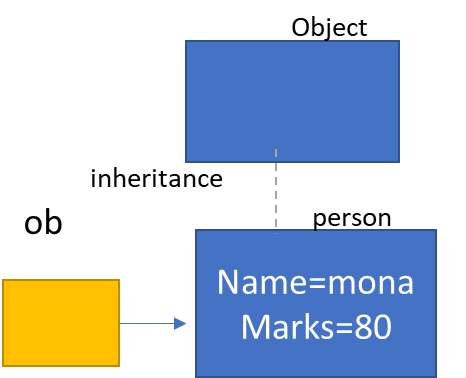 Object
inheritance
ob
person
Name=mona
Marks=80